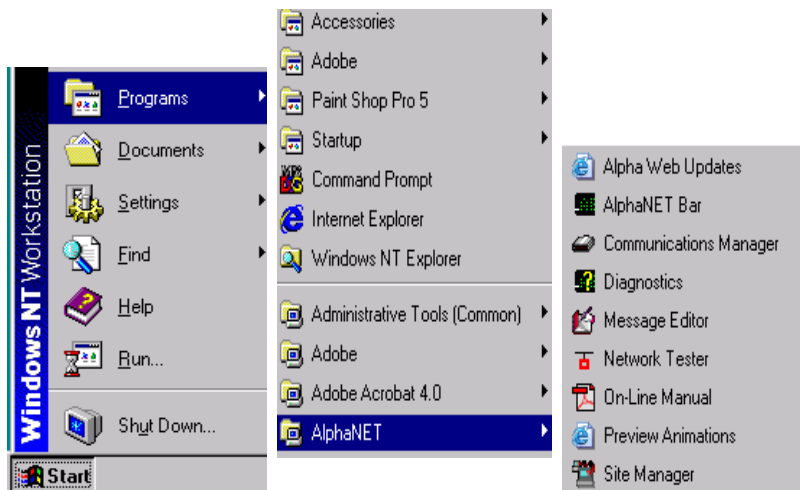 Windows NT Workstation
Programs
Documents
Settings
Find
Help
Run...
Shut Down...
Start
Accessories
Adobe
Paint Shop Pro 5
Startup
Command Prompt
Internet Explorer
Windows NT Explorer
Administrative Tools (Common)
Adobe
Adobe Acrobat 4.0
AlphaNET
Alpha Web Updates
AlphaNET Bar
Communications Manager
Diagnostics
Message Editor
Network Tester
On-Line Manual
Preview Animations
Site Manager